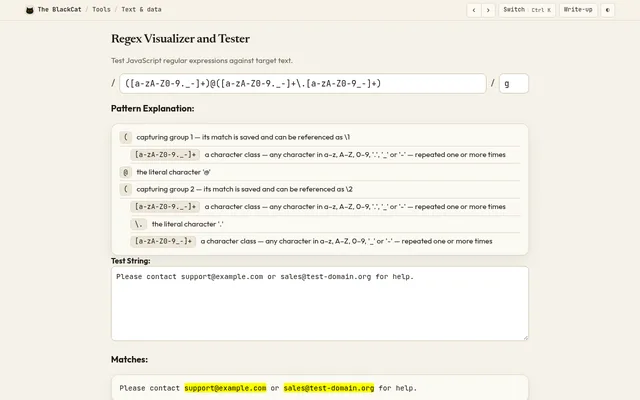 The BlackCat / Tools / Text & data
‹ › Switch Ctrl K Write-up
Regex Visualizer and Tester
Test JavaScript regular expressions against target text.
/ ([a-zA-Z0-9._-]+)@([a-zA-Z0-9._-]+\.[a-zA-Z0-9_-]+) / g
Pattern Explanation:
( capturing group 1 — its match is saved and can be referenced as \1
[a-zA-Z0-9._-]+ a character class — any character in a–z, A–Z, 0–9, '.', '_' or '-' — repeated one or more times
@ the literal character '@'
( capturing group 2 — its match is saved and can be referenced as \2
[a-zA-Z0-9._-]+ a character class — any character in a–z, A–Z, 0–9, '.', '_' or '-' — repeated one or more times
\. the literal character '.'
[a-zA-Z0-9_-]+ a character class — any character in a–z, A–Z, 0–9, '_' or '-' — repeated one or more times
Test String:
Please contact support@example.com or sales@test-domain.org for help.
Matches:
Please contact support@example.com or sales@test-domain.org for help.